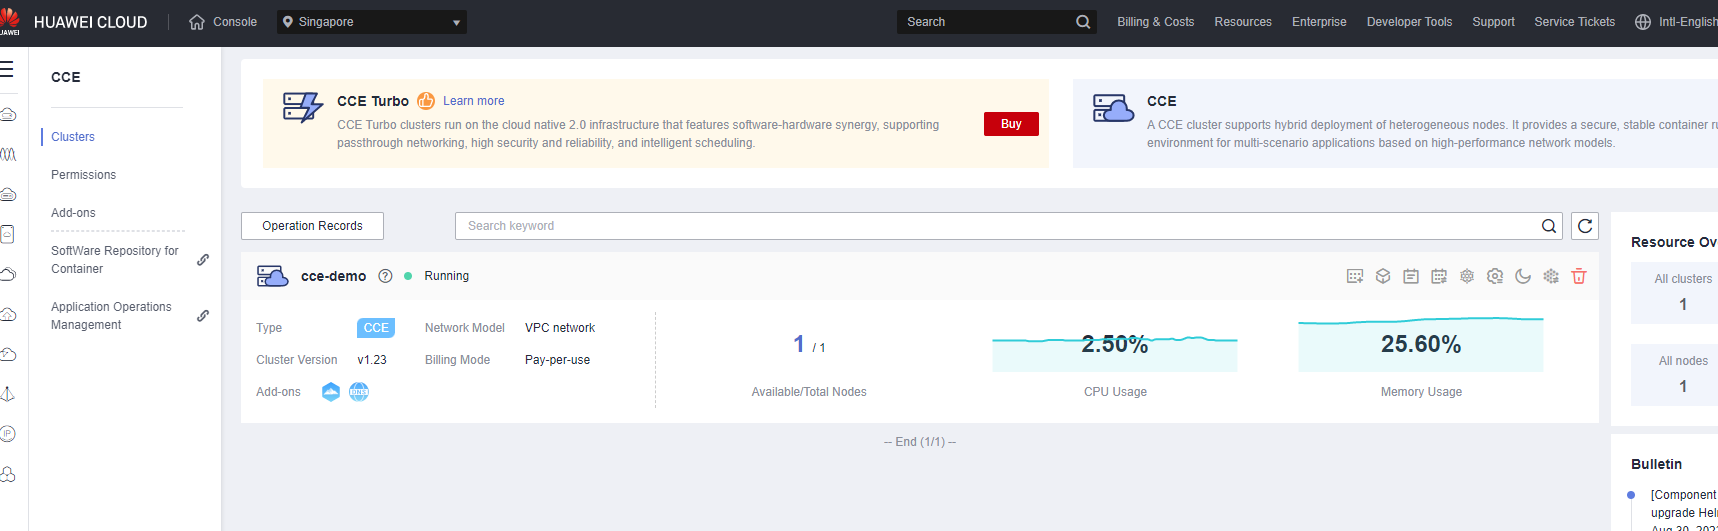 HUAWEI CLOUD
Console
Singapore
Search
Billing & Costs
Resources
Enterprise
Developer Tools
Support
Service Tickets
Intl-English
CCE
Clusters
Permissions
Add-ons
SoftWare Repository for
Container
Application Operations
Management
CCE Turbo
Learn more
CCE Turbo clusters run on the cloud native 2.0 infrastructure that features software-hardware synergy, supporting
passthrough networking, high security and reliability, and intelligent scheduling.
Buy
CCE
A CCE cluster supports hybrid deployment of heterogeneous nodes. It provides a secure, stable container
environment for multi-scenario applications based on high-performance network models.
Operation Records
Search keyword
cce-demo
Running
Type
CCE
Network Model
VPC network
Cluster Version
v1.23
Billing Mode
Pay-per-use
Add-ons
DNS
1 / 1
Available/Total Nodes
2.50%
CPU Usage
25.60%
Memory Usage
-- End (1/1) --
Resource Ov
All clusters
1
All nodes
1
Bulletin
[Component
upgrade Hel